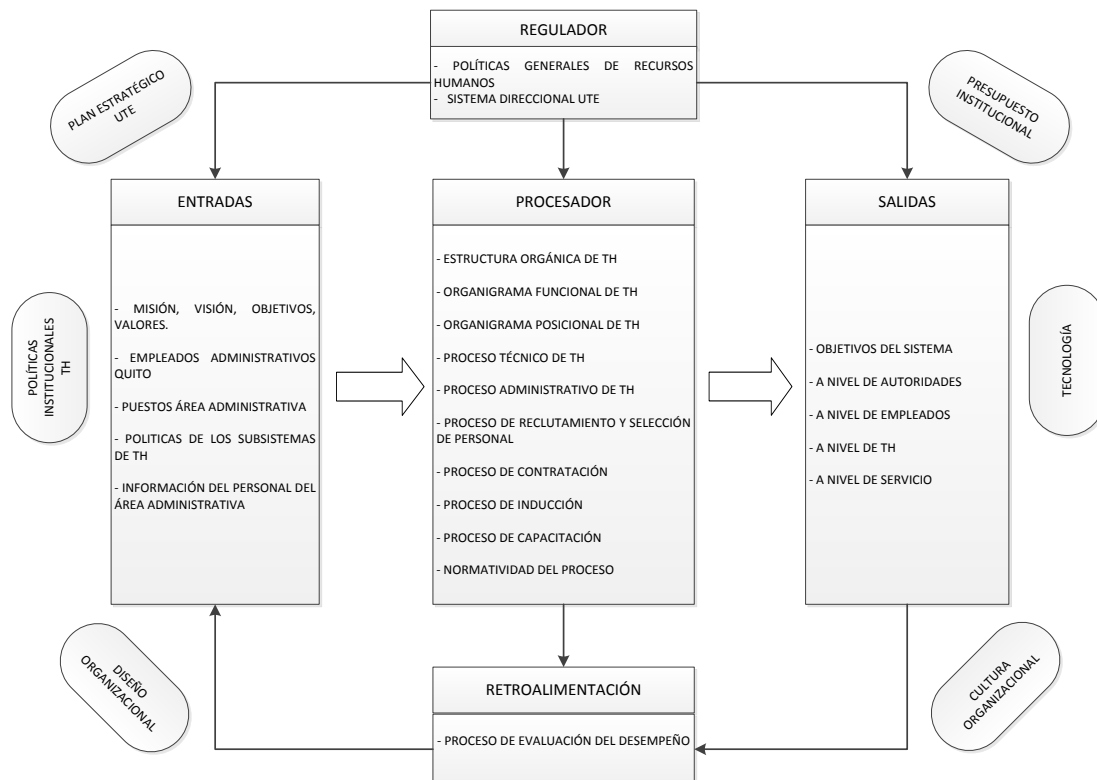 REGULADOR
- POLÍTICAS GENERALES DE RECURSOS
HUMANOS
- SISTEMA DIRECCIONAL UTE
PLAN ESTRATÉGICO
UTE
PRESUPUESTO
INSTITUCIONAL
ENTRADAS
- MISIÓN, VISIÓN, OBJETIVOS,
VALORES.
- EMPLEADOS ADMINISTRATIVOS
QUITO
- PUESTOS ÁREA ADMINISTRATIVA
- POLITICAS DE LOS SUBSISTEMAS
DE TH
- INFORMACIÓN DEL PERSONAL DEL
ÁREA ADMINISTRATIVA
PROCESADOR
- ESTRUCTURA ORGÁNICA DE TH
- ORGANIGRAMA FUNCIONAL DE TH
- ORGANIGRAMA POSICIONAL DE TH
- PROCESO TÉCNICO DE TH
- PROCESO ADMINISTRATIVO DE TH
- PROCESO DE RECLUTAMIENTO Y SELECCIÓN
DE PERSONAL
- PROCESO DE CONTRATACIÓN
- PROCESO DE INDUCCIÓN
- PROCESO DE CAPACITACIÓN
- NORMATIVIDAD DEL PROCESO
SALIDAS
- OBJETIVOS DEL SISTEMA
- A NIVEL DE AUTORIDADES
- A NIVEL DE EMPLEADOS
- A NIVEL DE TH
- A NIVEL DE SERVICIO
POLÍTICAS
INSTITUCIONALES
TH
TECNOLOGÍA
DISEÑO
ORGANIZACIONAL
CULTURA
ORGANIZACIONAL
RETROALIMENTACIÓN
- PROCESO DE EVALUACIÓN DEL DESEMPEÑO